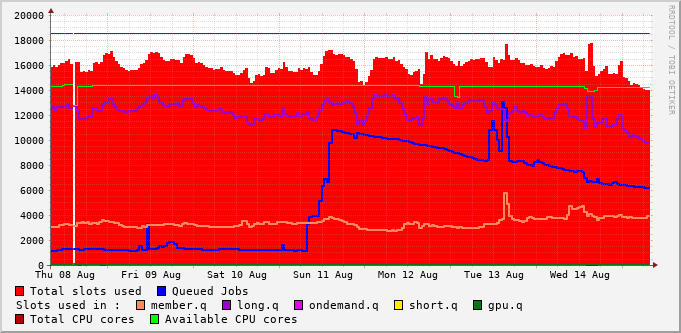 20000
18000
16000
14000
12000
10000
8000
6000
4000
2000
0
Thu 08 Aug Fri 09 Aug Sat 10 Aug Sun 11 Aug Mon 12 Aug Tue 13 Aug Wed 14 Aug
Total slots used Queued Jobs
Slots used in : member.q long.q ondemand.q short.q gpu.q
Total CPU cores Available CPU cores
RRDTOOL / TOBI OETIKER